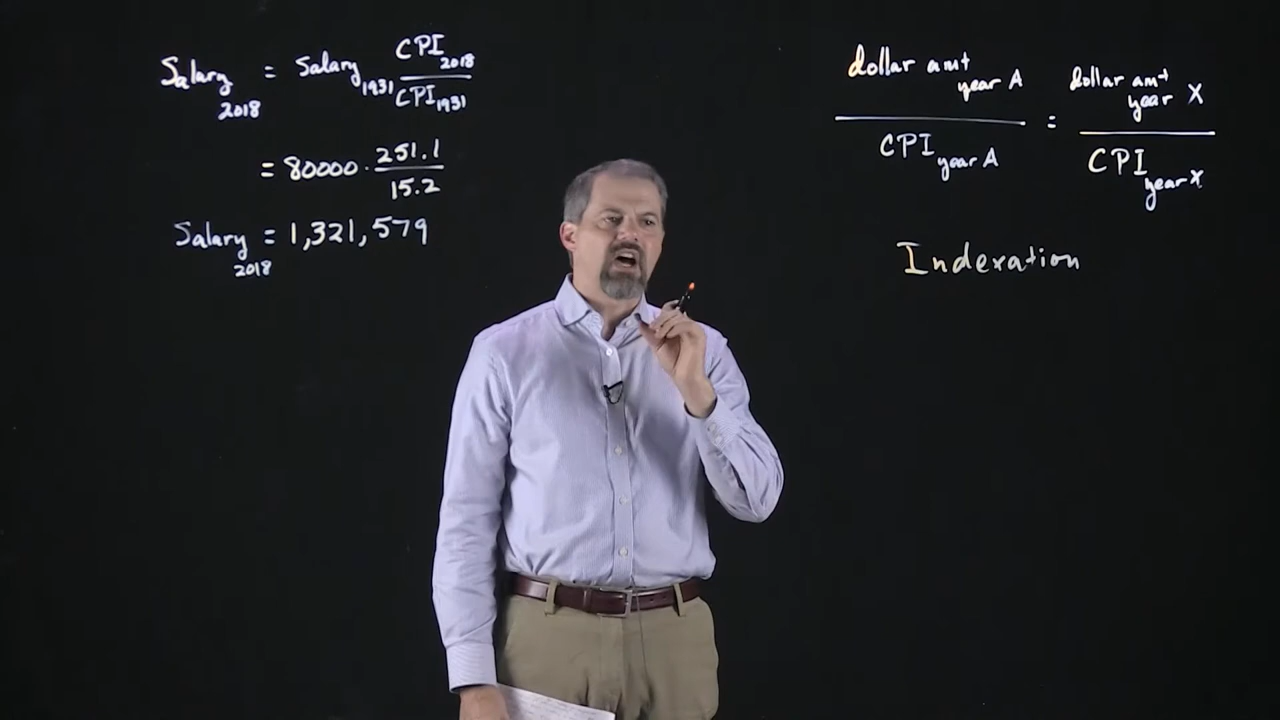 Salary 2018 = Salary 1931 CPI 2018 / CPI 1931
= 80000 · 251.1 / 15.2
Salary 2018 = 1,321,579
dollar amt year A / CPI year A = dollar amt year X / CPI year X
Indexation